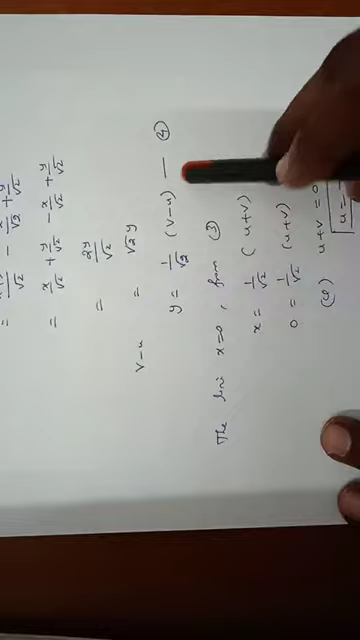 = x/√2 + y/√2 - x/√2 + y/√2
= 2y/√2
v-u = √2 y
y = 1/√2 (v-u) — ④
The line x=0, from ③
x = 1/√2 (u+v)
0 = 1/√2 (u+v)
u+v = 0